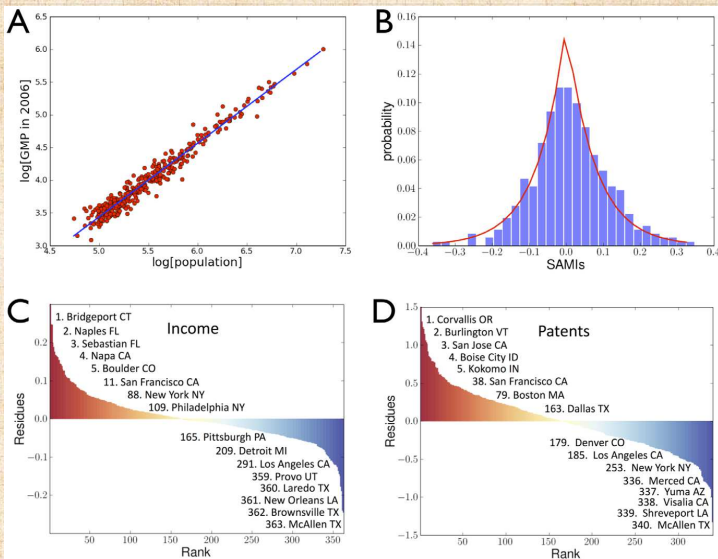 A
6.5
6.0
5.5
5.0
4.5
4.0
3.5
3.0
log[GMP in 2006]
4.5 5.0 5.5 6.0 6.5 7.0 7.5
log[population]
B
0.16
0.14
0.12
0.10
0.08
0.06
0.04
0.02
0.00
probability
−0.4 −0.3 −0.2 −0.1 0.0 0.1 0.2 0.3 0.4
SAMIs
C
Income
1. Bridgeport CT
2. Naples FL
3. Sebastian FL
4. Napa CA
5. Boulder CO
11. San Francisco CA
88. New York NY
109. Philadelphia NY
165. Pittsburgh PA
209. Detroit MI
291. Los Angeles CA
359. Provo UT
360. Laredo TX
361. New Orleans LA
362. Brownsville TX
363. McAllen TX
0.2
0.1
0.0
−0.1
−0.2
Residues
50 100 150 200 250 300 350
Rank
D
Patents
1. Corvallis OR
2. Burlington VT
3. San Jose CA
4. Boise City ID
5. Kokomo IN
38. San Francisco CA
79. Boston MA
163. Dallas TX
179. Denver CO
185. Los Angeles CA
253. New York NY
336. Merced CA
337. Yuma AZ
338. Visalia CA
339. Shreveport LA
340. McAllen TX
1.5
1.0
0.5
0.0
−0.5
−1.0
−1.5
Residues
50 100 150 200 250 300
Rank